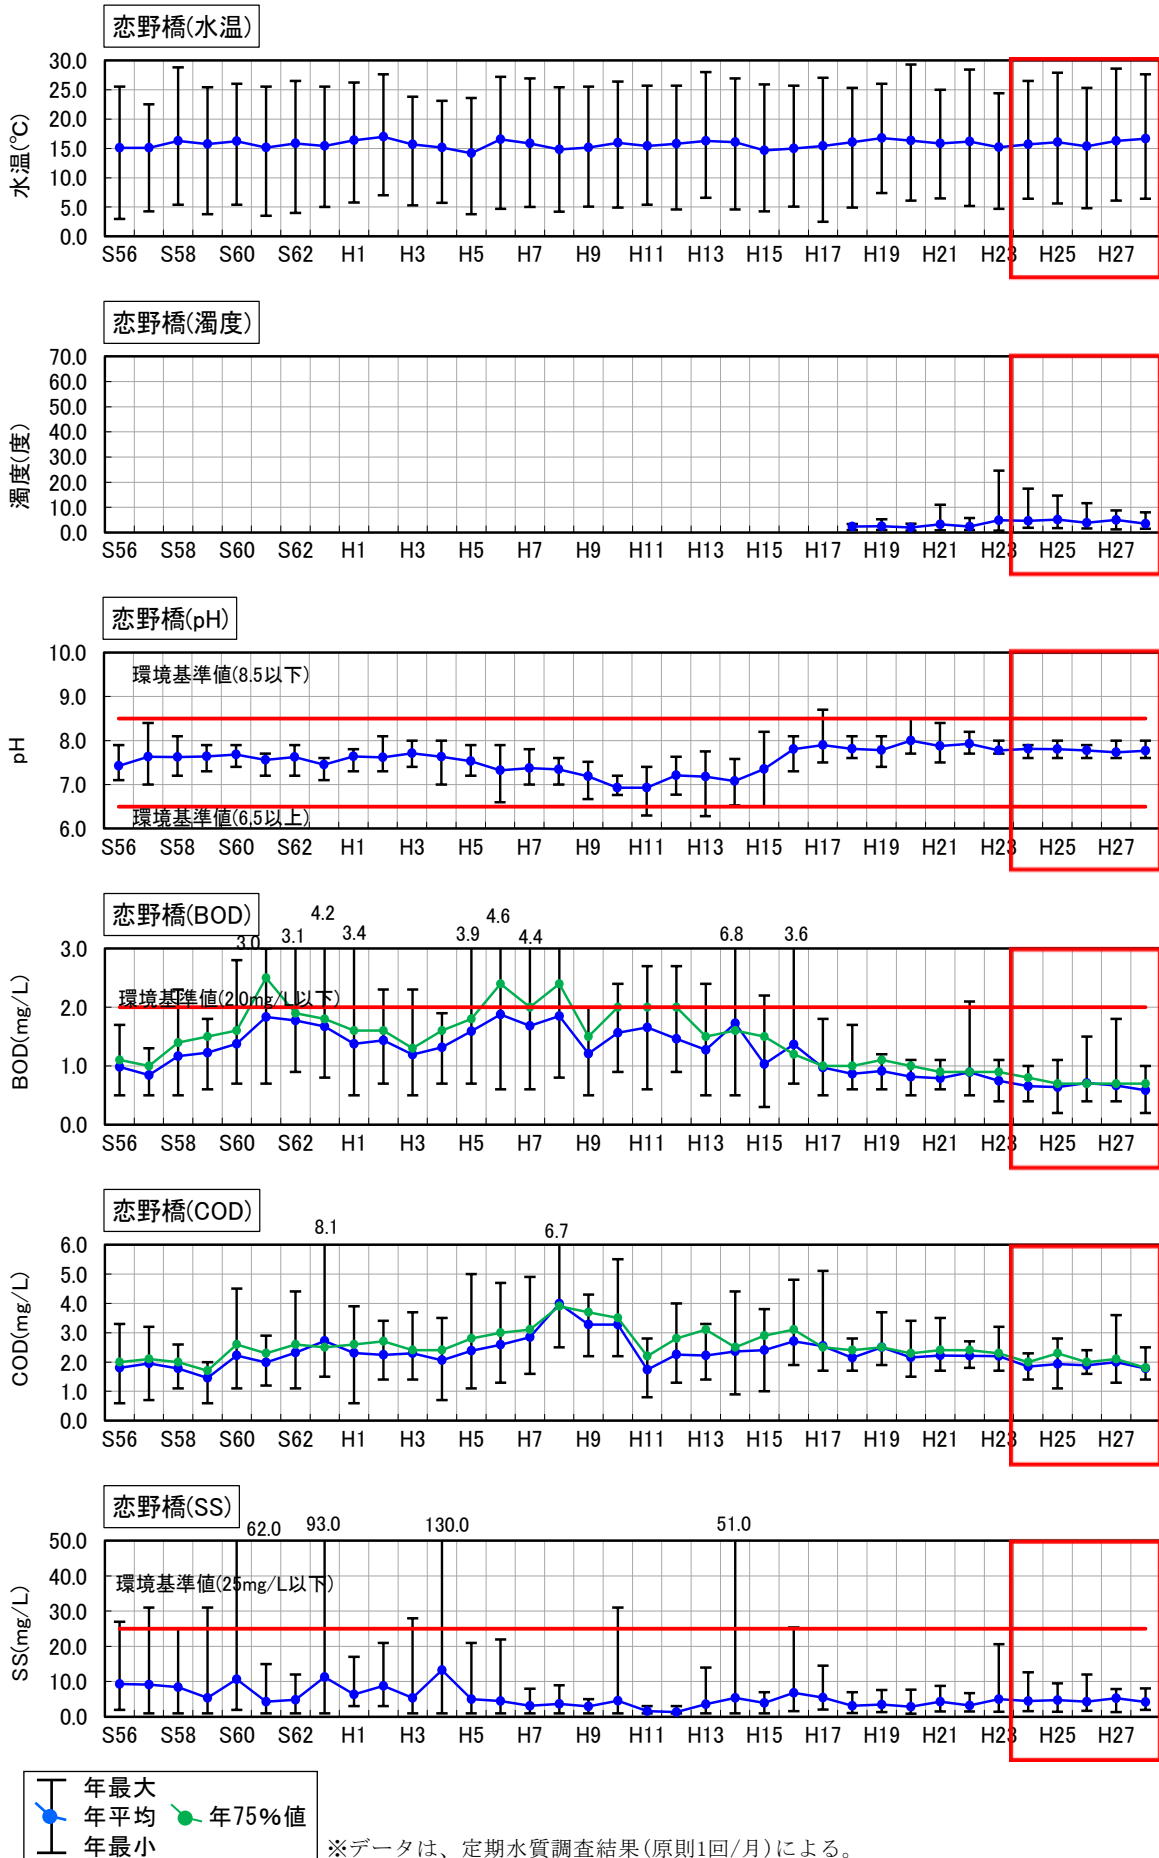 恋野橋(水温)
水温(℃)
30.0
25.0
20.0
15.0
10.0
5.0
0.0
S56 S58 S60 S62 H1 H3 H5 H7 H9 H11 H13 H15 H17 H19 H21 H23 H25 H27
恋野橋(濁度)
濁度(度)
70.0
60.0
50.0
40.0
30.0
20.0
10.0
0.0
S56 S58 S60 S62 H1 H3 H5 H7 H9 H11 H13 H15 H17 H19 H21 H23 H25 H27
恋野橋(pH)
pH
10.0
9.0
8.0
7.0
6.0
環境基準値(8.5以下)
環境基準値(6.5以上)
S56 S58 S60 S62 H1 H3 H5 H7 H9 H11 H13 H15 H17 H19 H21 H23 H25 H27
恋野橋(BOD)
3.0 3.1 4.2 3.4 3.9 4.6 4.4 6.8 3.6
BOD(mg/L)
3.0
2.0
1.0
0.0
環境基準値(2.0mg/L以下)
S56 S58 S60 S62 H1 H3 H5 H7 H9 H11 H13 H15 H17 H19 H21 H23 H25 H27
恋野橋(COD)
8.1 6.7
COD(mg/L)
6.0
5.0
4.0
3.0
2.0
1.0
0.0
S56 S58 S60 S62 H1 H3 H5 H7 H9 H11 H13 H15 H17 H19 H21 H23 H25 H27
恋野橋(SS)
62.0 93.0 130.0 51.0
SS(mg/L)
50.0
40.0
30.0
20.0
10.0
0.0
環境基準値(25mg/L以下)
S56 S58 S60 S62 H1 H3 H5 H7 H9 H11 H13 H15 H17 H19 H21 H23 H25 H27
年最大
年平均 年75%値
年最小
※データは、定期水質調査結果(原則1回/月)による。